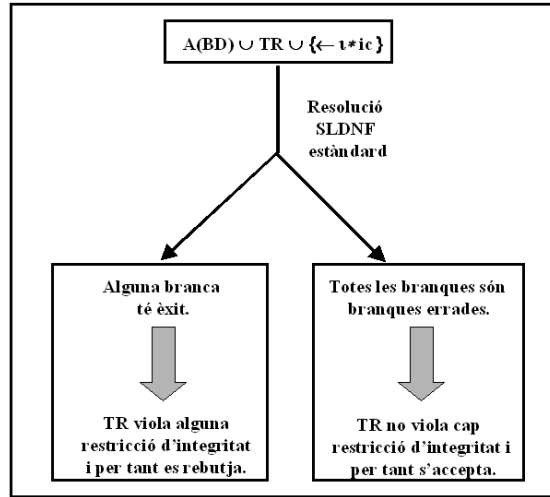 A(BD) ∪ TR ∪ {← ι*ic}
Resolució
SLDNF
estàndard
Alguna branca
té èxit.
TR viola alguna
restricció d'integritat
i per tant es rebutja.
Totes les branques són
branques errades.
TR no viola cap
restricció d'integritat i
per tant s'accepta.